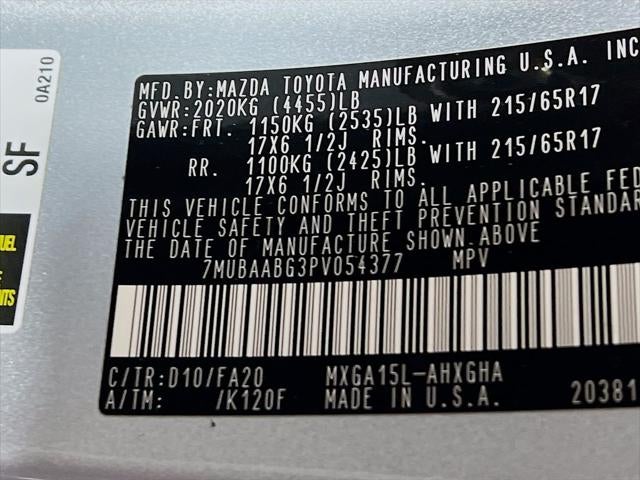 0A210
SF
UEL
E
NTS
MFD.BY:MAZDA TOYOTA MANUFACTURING U.S.A. INC
GVWR:2020KG (4455)LB
GAWR:FRT. 1150KG (2535)LB WITH 215/65R17
17X6 1/2J RIMS.
RR. 1100KG (2425)LB WITH 215/65R17
17X6 1/2J RIMS.
THIS VEHICLE CONFORMS TO ALL APPLICABLE FED
VEHICLE SAFETY AND THEFT PREVENTION STANDAR
THE DATE OF MANUFACTURE SHOWN ABOVE
7MUBAABG3PV054377 MPV
C/TR:D10/FA20 MXGA15L-AHXGHA
A/TM: /K120F MADE IN U.S.A. 20381